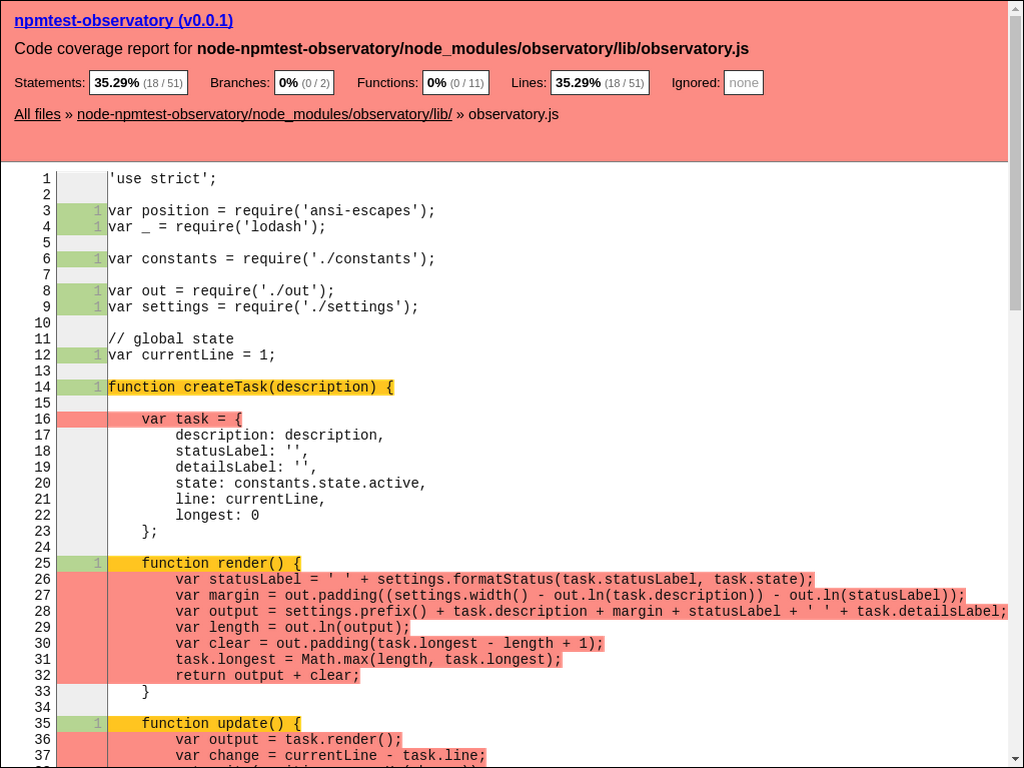 npmtest-observatory (v0.0.1)
Code coverage report for node-npmtest-observatory/node_modules/observatory/lib/observatory.js
Statements: 35.29% (18 / 51) Branches: 0% (0 / 2) Functions: 0% (0 / 11) Lines: 35.29% (18 / 51) Ignored: none
All files » node-npmtest-observatory/node_modules/observatory/lib/ » observatory.js
1 'use strict';
2
3 1 var position = require('ansi-escapes');
4 1 var _ = require('lodash');
5
6 1 var constants = require('./constants');
7
8 1 var out = require('./out');
9 1 var settings = require('./settings');
10
11 // global state
12 1 var currentLine = 1;
13
14 1 function createTask(description) {
15
16 var task = {
17 description: description,
18 statusLabel: '',
19 detailsLabel: '',
20 state: constants.state.active,
21 line: currentLine,
22 longest: 0
23 };
24
25 1 function render() {
26 var statusLabel = ' ' + settings.formatStatus(task.statusLabel, task.state);
27 var margin = out.padding((settings.width() - out.ln(task.description)) - out.ln(statusLabel));
28 var output = settings.prefix() + task.description + margin + statusLabel + ' ' + task.detailsLabel;
29 var length = out.ln(output);
30 var clear = out.padding(task.longest - length + 1);
31 task.longest = Math.max(length, task.longest);
32 return output + clear;
33 }
34
35 1 function update() {
36 var output = task.render();
37 var change = currentLine - task.line;